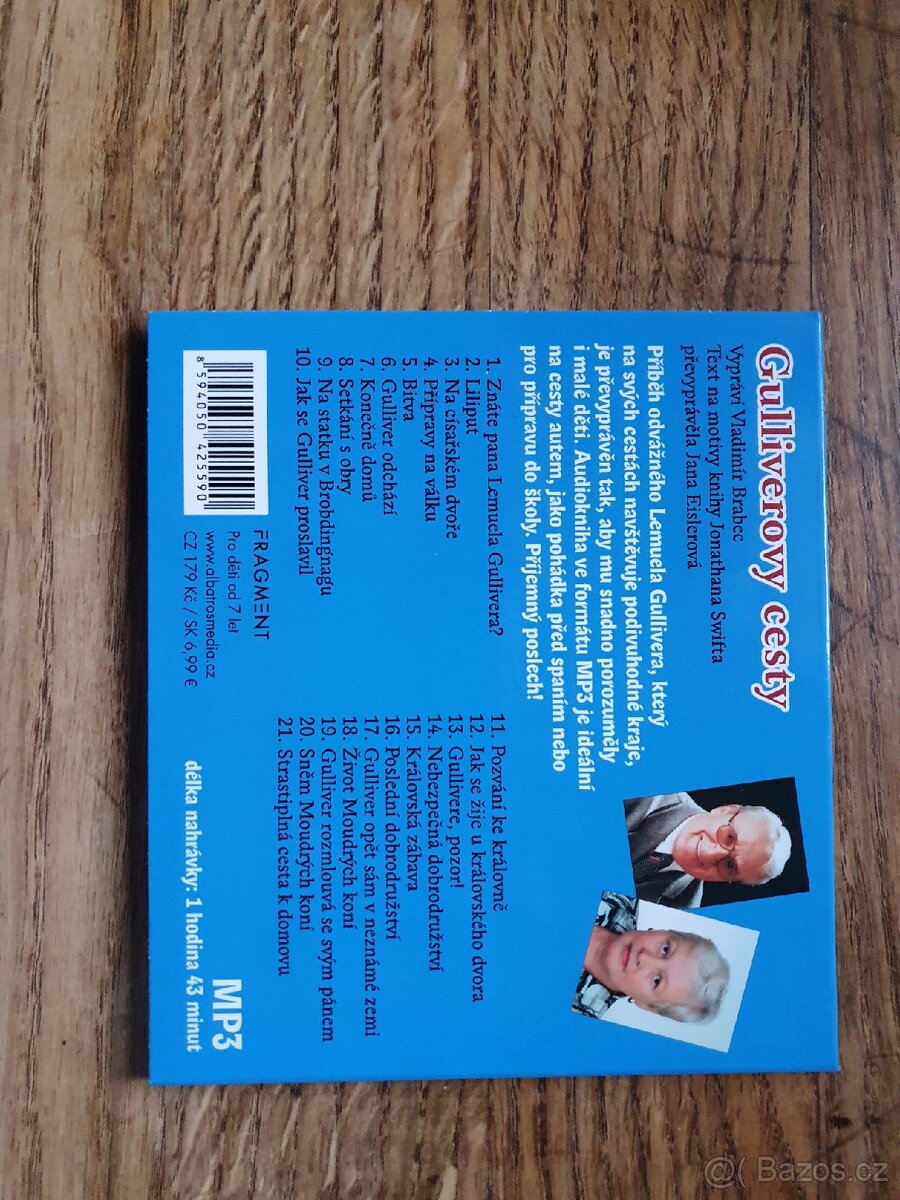 Gulliverovy cesty
Vypráví Vladimír Brabec
Text na motivy knihy Jonathana Swifta
převyprávěla Jana Eislerová
Příběh odvážného Lemuela Gullivera, který
na svých cestách navštěvuje podivuhodné kraje,
je převyprávěn tak, aby mu snadno porozuměly
i malé děti. Audiokniha ve formátu MP3 je ideální
na cesty autem, jako pohádka před spaním nebo
pro přípravu do školy. Příjemný poslech!
1. Znáte pana Lemuela Gullivera?
2. Liliput
3. Na císařském dvoře
4. Přípravy na válku
5. Bitva
6. Gulliver odchází
7. Konečně domů
8. Setkání s obry
9. Na statku v Brobdingnagu
10. Jak se Gulliver proslavil
11. Pozvání ke královně
12. Jak se žije u královského dvora
13. Gullivere, pozor!
14. Nebezpečná dobrodružství
15. Královská zábava
16. Poslední dobrodružství
17. Gulliver opět sám v neznámé zemi
18. Život Moudrých koní
19. Gulliver rozmlouvá se svým pánem
20. Sněm Moudrých koní
21. Strastiplná cesta k domovu
8 594050 425590
FRAGMENT
Pro děti od 7 let
www.albatrosmedia.cz
CZ 179 Kč / SK 6,99 €
MP3
délka nahrávky: 1 hodina 43 minut
@ Bazos.cz